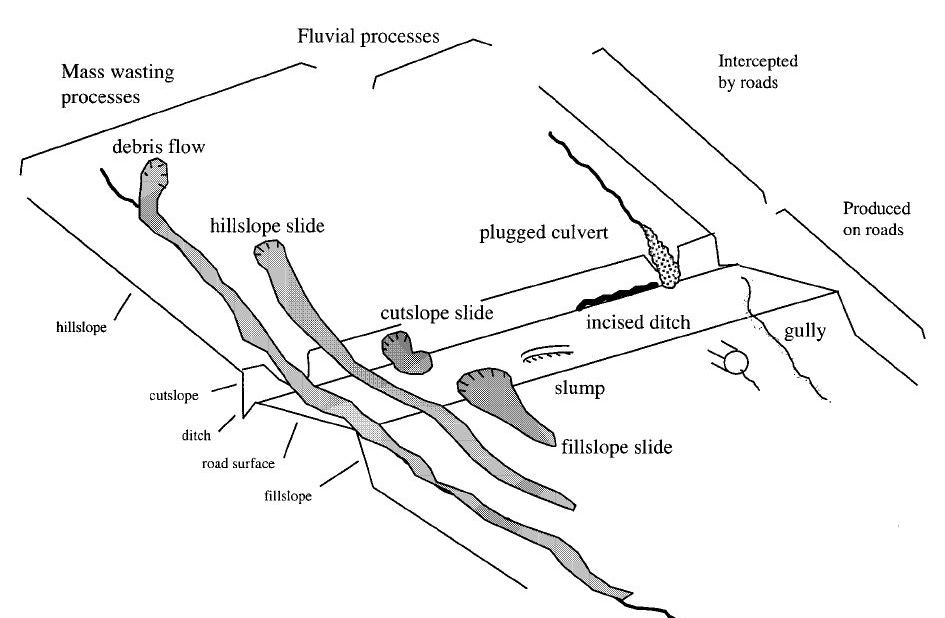 Fluvial processes
Mass wasting
processes
Intercepted
by roads
debris flow
Produced
on roads
hillslope slide
plugged culvert
cutslope slide
incised ditch
gully
hillslope
slump
cutslope
ditch
fillslope slide
road surface
fillslope